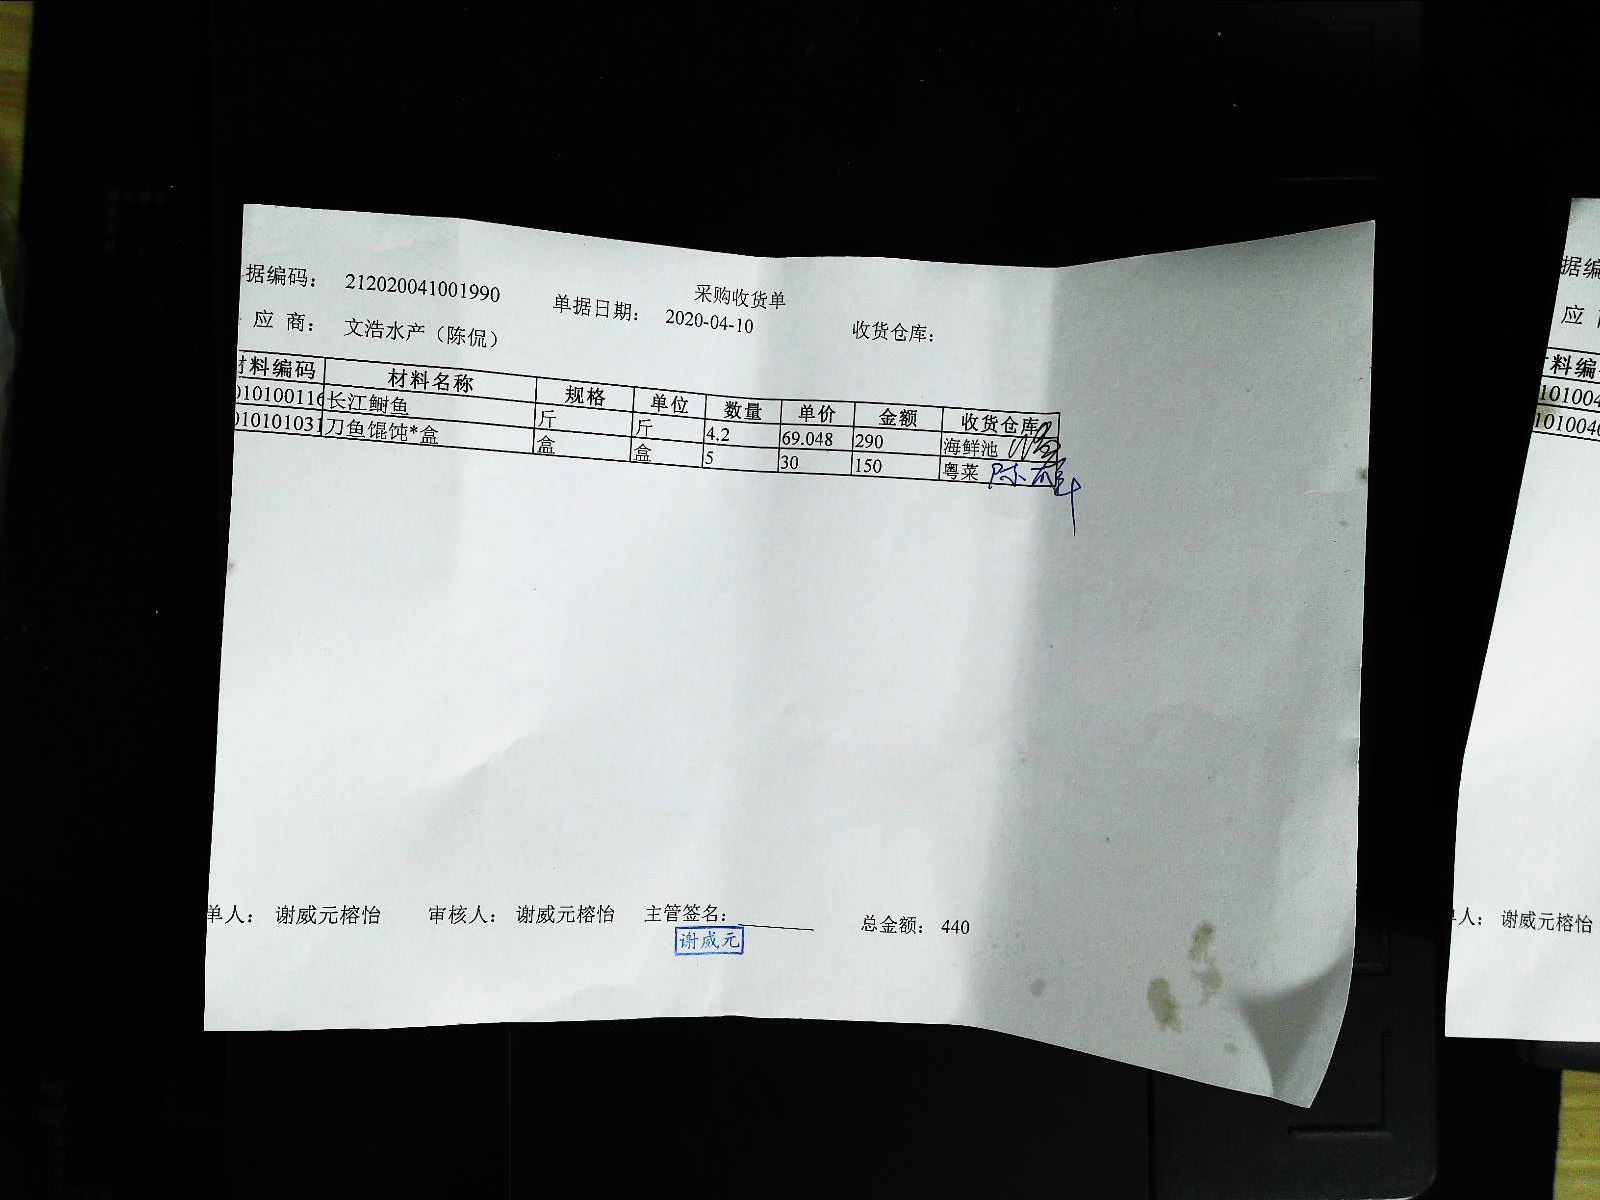 采购收货单
据编码： 212020041001990 单据日期： 2020-04-10 收货仓库：
应 商： 文浩水产（陈侃）
材料编码 材料名称 规格 单位 数量 单价 金额 收货仓库
010100116 长江鮰鱼 斤 斤 4.2 69.048 290 海鲜池
010101031 刀鱼馄饨*盒 盒 盒 5 30 150 粤菜
单人： 谢威元榕怡 审核人： 谢威元榕怡 主管签名： 总金额： 440
谢威元
据编
应
料编
101004
单人： 谢威元榕怡